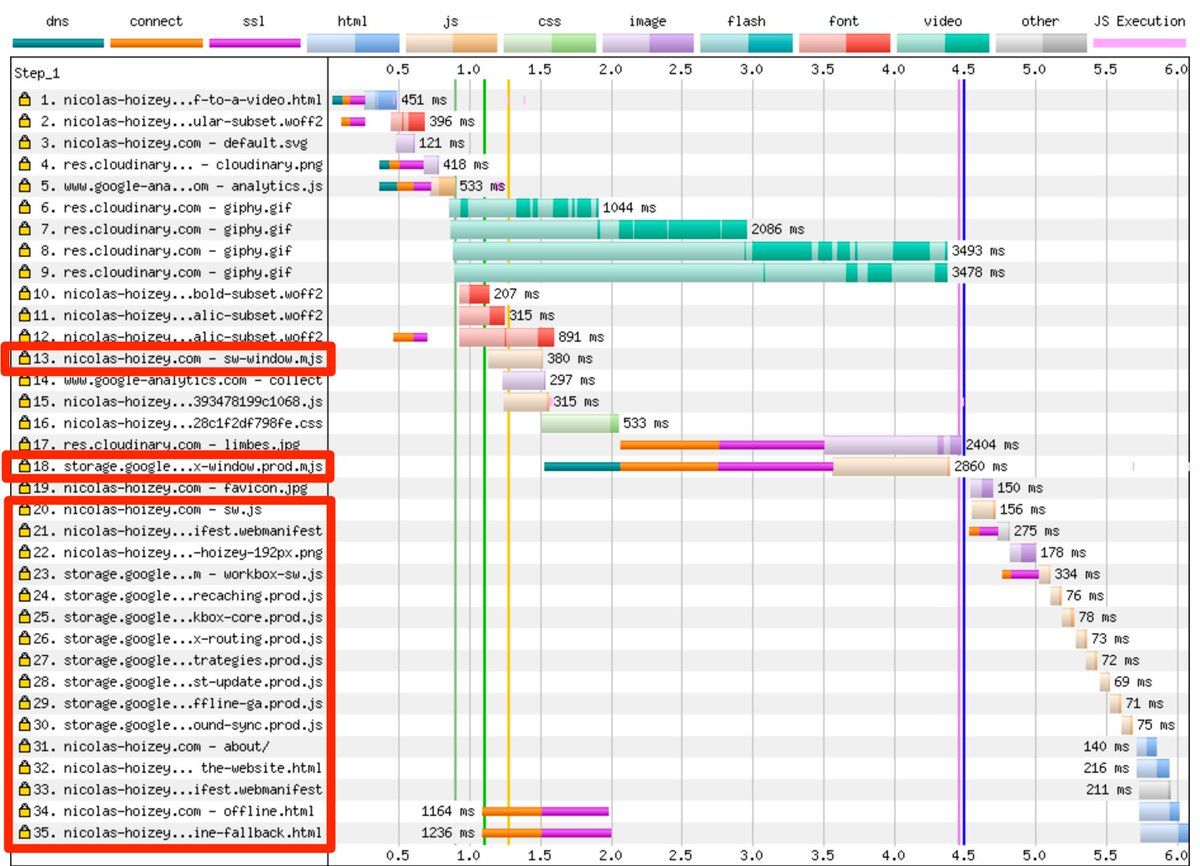 dns connect ssl html js css image flash font video other JS Execution
Step_1 0.5 1.0 1.5 2.0 2.5 3.0 3.5 4.0 4.5 5.0 5.5 6.0
1. nicolas-hoizey...f-to-a-video.html 451 ms
2. nicolas-hoizey...ular-subset.woff2 396 ms
3. nicolas-hoizey.com - default.svg 121 ms
4. res.cloudinary... - cloudinary.png 418 ms
5. www.google-ana...om - analytics.js 533 ms
6. res.cloudinary.com - giphy.gif 1044 ms
7. res.cloudinary.com - giphy.gif 2086 ms
8. res.cloudinary.com - giphy.gif 3493 ms
9. res.cloudinary.com - giphy.gif 3478 ms
10. nicolas-hoizey...bold-subset.woff2 207 ms
11. nicolas-hoizey...alic-subset.woff2 315 ms
12. nicolas-hoizey...alic-subset.woff2 891 ms
13. nicolas-hoizey.com - sw-window.mjs 380 ms
14. www.google-analytics.com - collect 297 ms
15. nicolas-hoizey...393478199c1068.js 315 ms
16. nicolas-hoizey...28c1f2df798fe.css 533 ms
17. res.cloudinary.com - limbes.jpg 2404 ms
18. storage.google...x-window.prod.mjs 2860 ms
19. nicolas-hoizey.com - favicon.jpg 150 ms
20. nicolas-hoizey.com - sw.js 156 ms
21. nicolas-hoizey...ifest.webmanifest 275 ms
22. nicolas-hoizey...-hoizey-192px.png 178 ms
23. storage.google...m - workbox-sw.js 334 ms
24. storage.google...recaching.prod.js 76 ms
25. storage.google...kbox-core.prod.js 78 ms
26. storage.google...x-routing.prod.js 73 ms
27. storage.google...trategies.prod.js 72 ms
28. storage.google...st-update.prod.js 69 ms
29. storage.google...ffline-ga.prod.js 71 ms
30. storage.google...ound-sync.prod.js 75 ms
31. nicolas-hoizey.com - about/ 140 ms
32. nicolas-hoizey... the-website.html 216 ms
33. nicolas-hoizey...ifest.webmanifest 211 ms
34. nicolas-hoizey.com - offline.html 1164 ms
35. nicolas-hoizey...ine-fallback.html 1236 ms
0.5 1.0 1.5 2.0 2.5 3.0 3.5 4.0 4.5 5.0 5.5 6.0